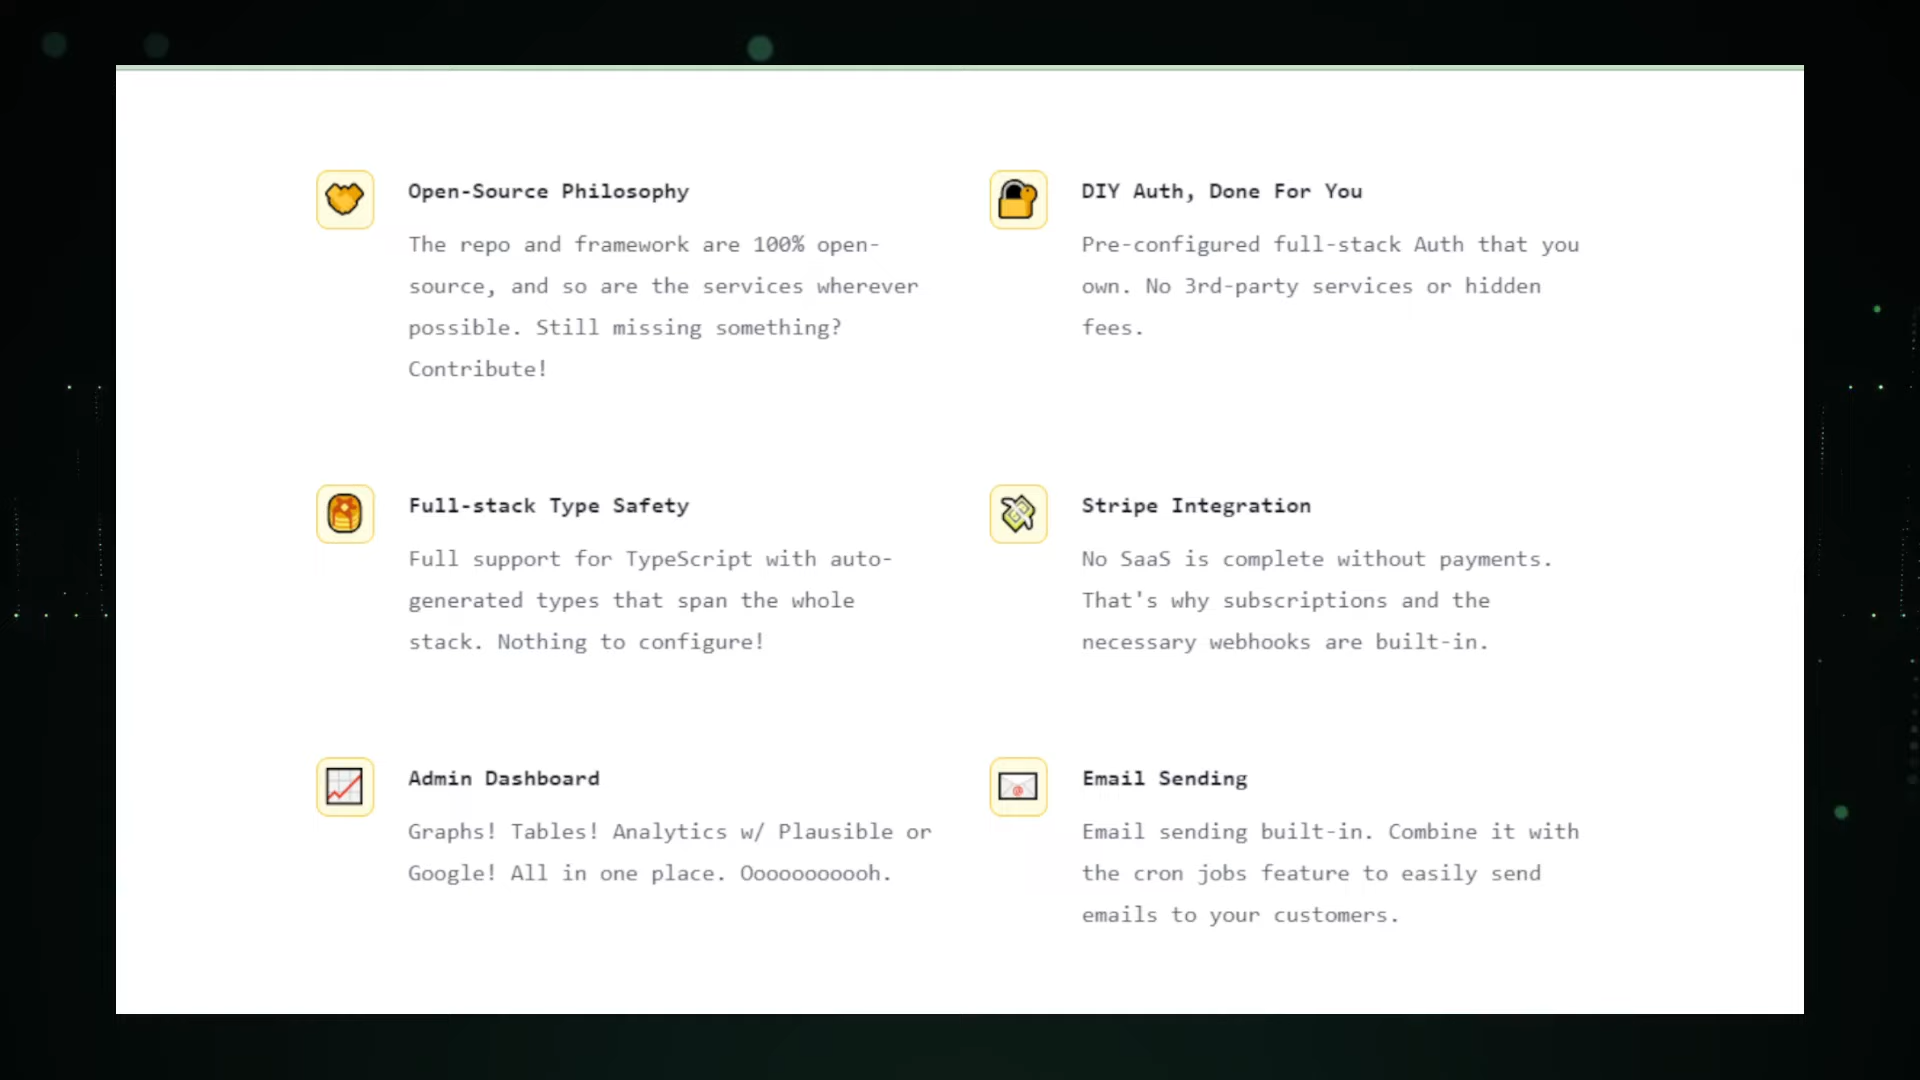 Open-Source Philosophy
The repo and framework are 100% open-
source, and so are the services wherever
possible. Still missing something?
Contribute!
DIY Auth, Done For You
Pre-configured full-stack Auth that you
own. No 3rd-party services or hidden
fees.
Full-stack Type Safety
Full support for TypeScript with auto-
generated types that span the whole
stack. Nothing to configure!
Stripe Integration
No SaaS is complete without payments.
That's why subscriptions and the
necessary webhooks are built-in.
Admin Dashboard
Graphs! Tables! Analytics w/ Plausible or
Google! All in one place. Ooooooooooh.
Email Sending
Email sending built-in. Combine it with
the cron jobs feature to easily send
emails to your customers.